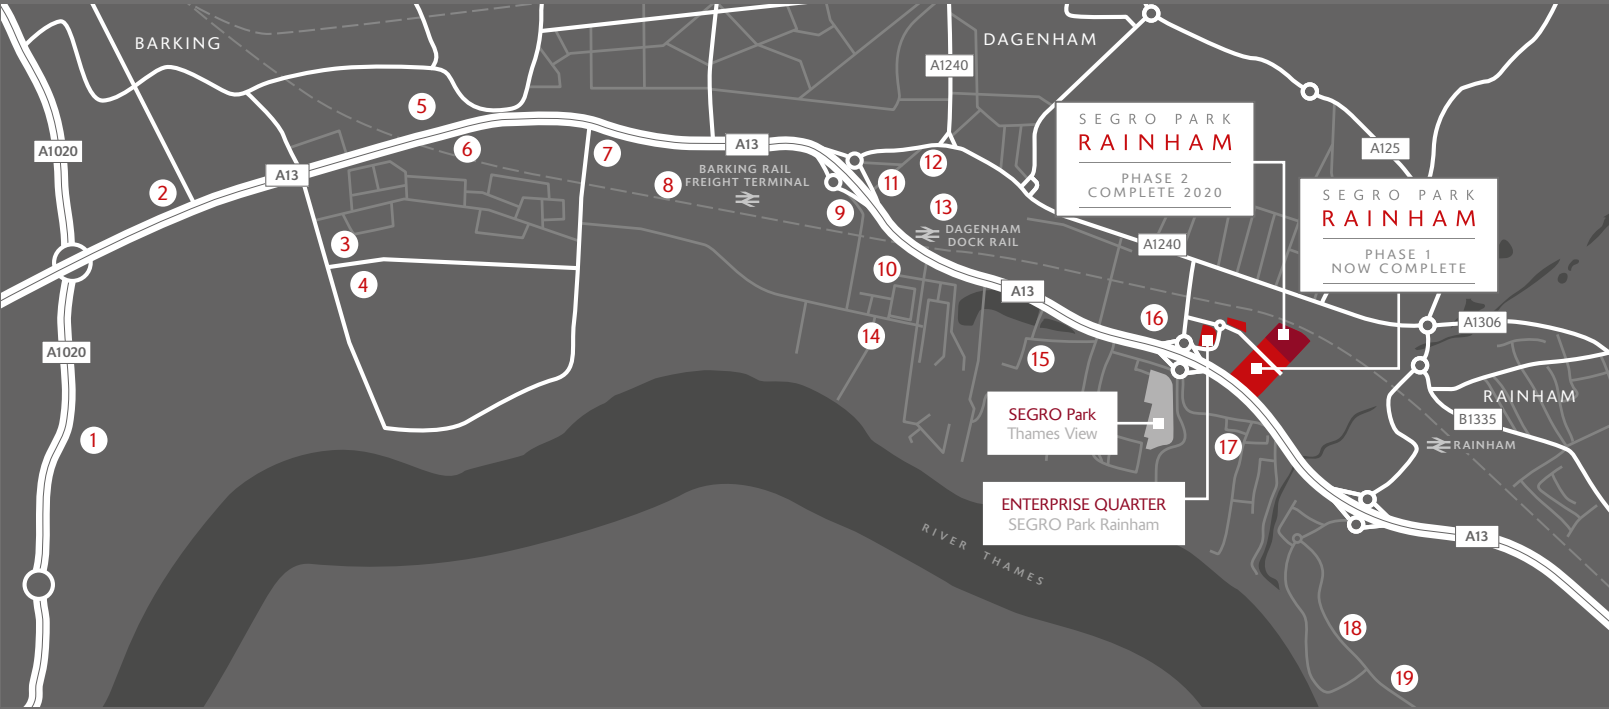 BARKING
DAGENHAM
A1240
SEGRO PARK
RAINHAM
PHASE 2
COMPLETE 2020
A125
5
A1020
6
7
A13
12
BARKING RAIL
FREIGHT TERMINAL
A13
2
8
11
SEGRO PARK
RAINHAM
PHASE 1
NOW COMPLETE
9
13
DAGENHAM
DOCK RAIL
3
A1240
4
10
A13
14
16
A1306
A1020
15
RAINHAM
SEGRO Park
Thames View
B1335
1
17
RAINHAM
ENTERPRISE QUARTER
SEGRO Park Rainham
RIVER THAMES
A13
18
19